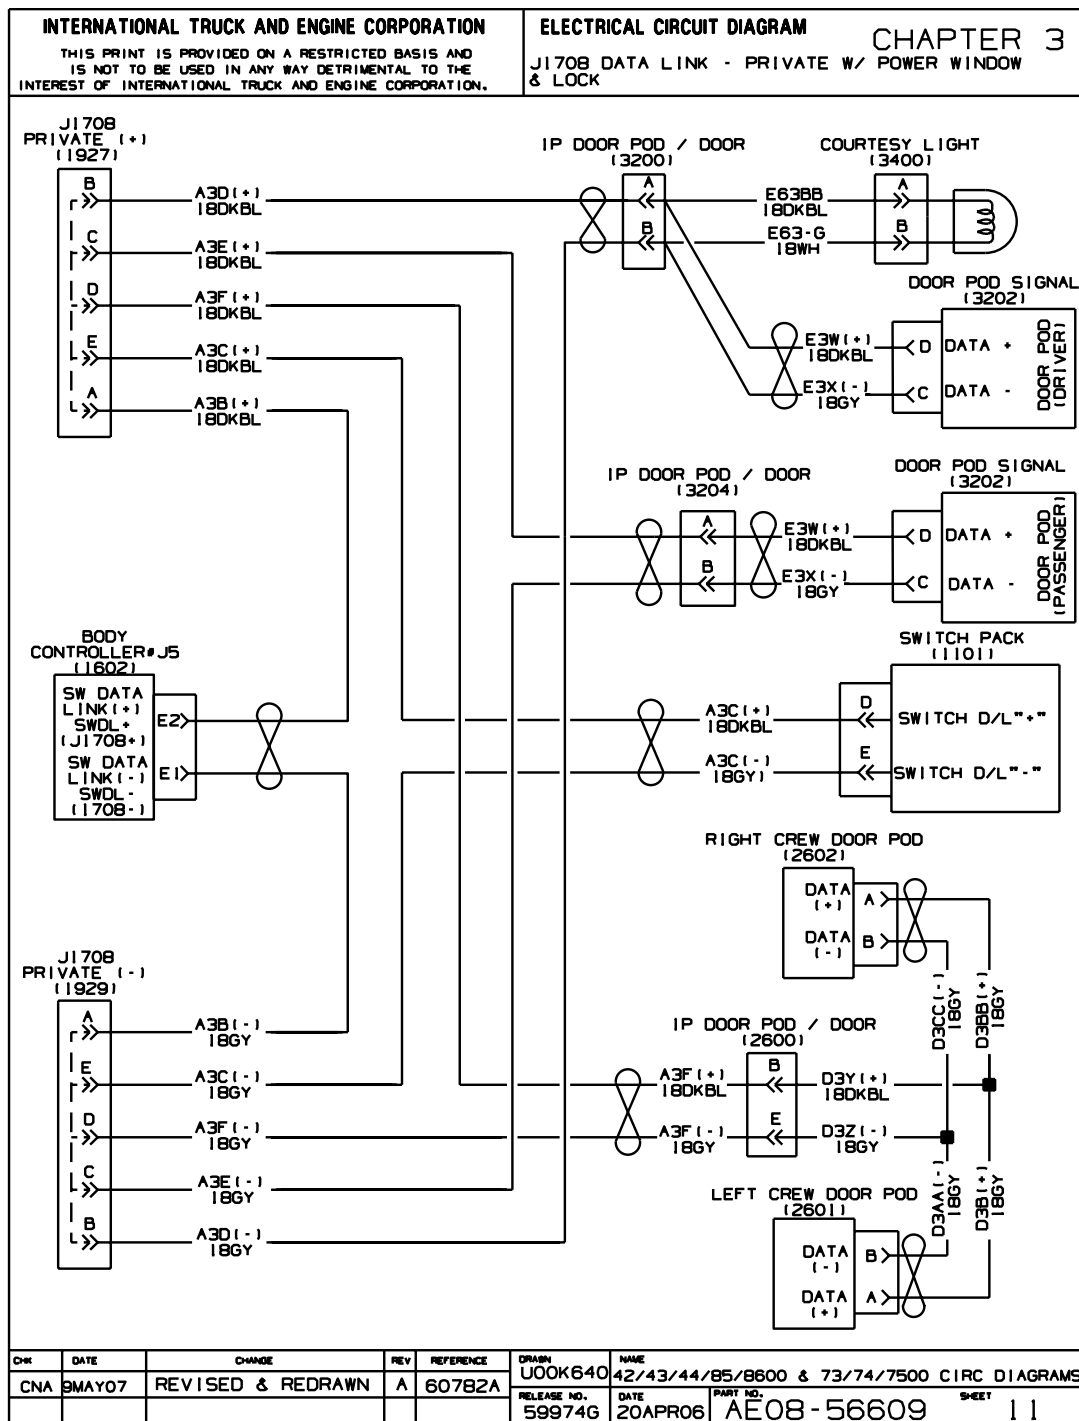 INTERNATIONAL TRUCK AND ENGINE CORPORATION
THIS PRINT IS PROVIDED ON A RESTRICTED BASIS AND
IS NOT TO BE USED IN ANY WAY DETRIMENTAL TO THE
INTEREST OF INTERNATIONAL TRUCK AND ENGINE CORPORATION.
ELECTRICAL CIRCUIT DIAGRAM
CHAPTER 3
J1708 DATA LINK - PRIVATE W/ POWER WINDOW
& LOCK
J1708
PRIVATE (+)
(1927)
B
A3D(+)
18DKBL
C
A3E(+)
18DKBL
D
A3F(+)
18DKBL
E
A3C(+)
18DKBL
A
A3B(+)
18DKBL
IP DOOR POD / DOOR
(3200)
A
B
E63BB
18DKBL
E63-G
18WH
COURTESY LIGHT
(3400)
A
B
DOOR POD SIGNAL
(3202)
E3W(+)
18DKBL
D
DATA +
E3X(-)
18GY
C
DATA -
DOOR POD
(DRIVER)
IP DOOR POD / DOOR
(3204)
A
B
DOOR POD SIGNAL
(3202)
E3W(+)
18DKBL
D
DATA +
E3X(-)
18GY
C
DATA -
DOOR POD
(PASSENGER)
BODY
CONTROLLER#J5
(1602)
SW DATA
LINK(+)
SWDL+
(J1708+)
E2
SW DATA
LINK(-)
SWDL-
(1708-)
E1
SWITCH PACK
(1101)
A3C(+)
18DKBL
D
SWITCH D/L"+"
A3C(-)
18GY)
E
SWITCH D/L"-"
RIGHT CREW DOOR POD
(2602)
DATA
(+)
A
DATA
(-)
B
D3CC(-)
18GY
D3BB(+)
18GY
J1708
PRIVATE (-)
(1929)
A
A3B(-)
18GY
E
A3C(-)
18GY
D
A3F(-)
18GY
C
A3E(-)
18GY
B
A3D(-)
18GY
IP DOOR POD / DOOR
(2600)
A3F(+)
18DKBL
B
D3Y(+)
18DKBL
A3F(-)
18GY
E
D3Z(-)
18GY
D3AA(-)
18GY
D3B(+)
18GY
LEFT CREW DOOR POD
(2601)
DATA
(-)
B
DATA
(+)
A
CHK DATE CHANGE REV REFERENCE
CNA 9MAY07 REVISED & REDRAWN A 60782A
DRAWN
U00K640
NAME
42/43/44/85/8600 & 73/74/7500 CIRC DIAGRAMS
RELEASE NO.
59974G
DATE
20APR06
PART NO.
AE08-56609
SHEET
11